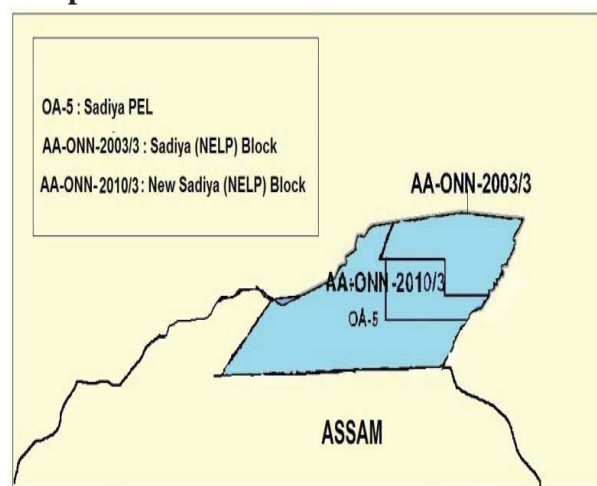 OA-5 : Sadiya PEL
AA-ONN-2003/3 : Sadiya (NELP) Block
AA-ONN-2010/3 : New Sadiya (NELP) Block
AA-ONN-2003/3
AA-ONN-2010/3
OA-5
ASSAM